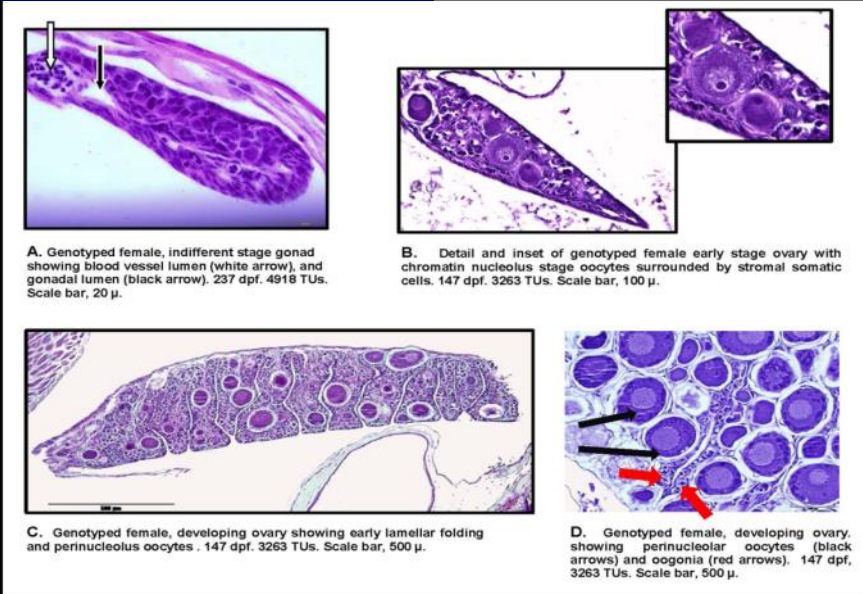 A. Genotyped female, indifferent stage gonad
showing blood vessel lumen (white arrow), and
gonadal lumen (black arrow). 237 dpf. 4918 TUs.
Scale bar, 20 µ.
B. Detail and inset of genotyped female early stage ovary with
chromatin nucleolus stage oocytes surrounded by stromal somatic
cells. 147 dpf. 3263 TUs. Scale bar, 100 µ.
C. Genotyped female, developing ovary showing early lamellar folding
and perinucleolus oocytes . 147 dpf. 3263 TUs. Scale bar, 500 µ.
D. Genotyped female, developing ovary.
showing perinucleolar oocytes (black
arrows) and oogonia (red arrows). 147 dpf,
3263 TUs. Scale bar, 500 µ.